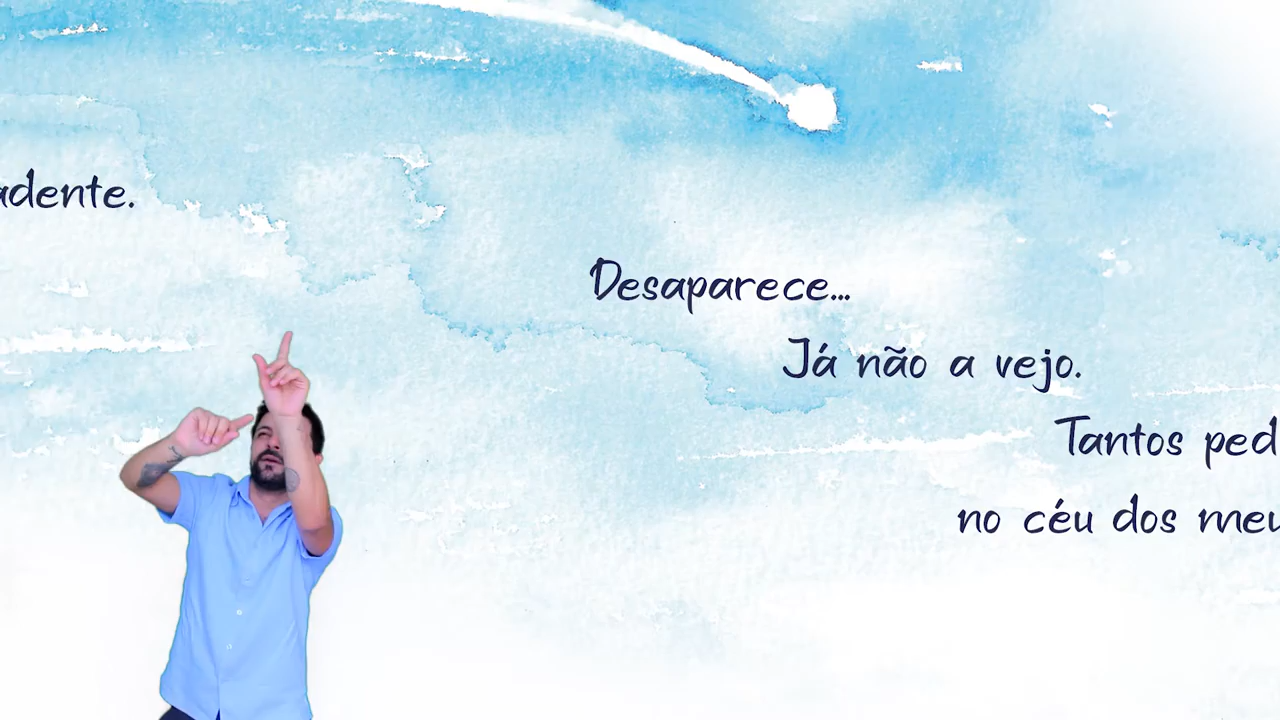 adente.
Desaparece...
Já não a vejo.
Tantos ped
no céu dos meu